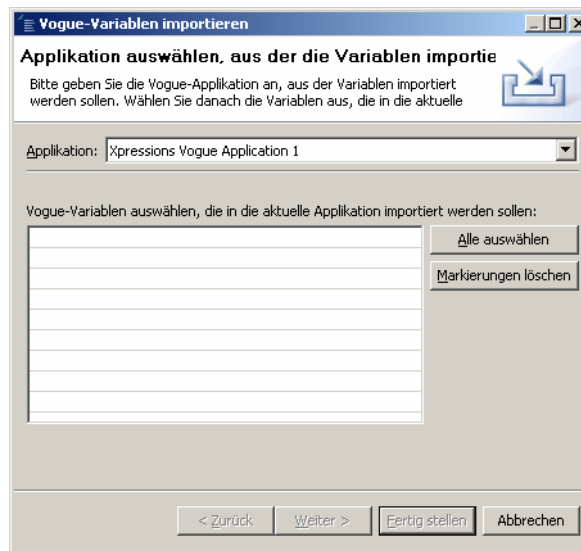 Vogue-Variablen importieren
Applikation auswählen, aus der die Variablen importie
Bitte geben Sie die Vogue-Applikation an, aus der Variablen importiert
werden sollen. Wählen Sie danach die Variablen aus, die in die aktuelle
Applikation: Xpressions Vogue Application 1
Vogue-Variablen auswählen, die in die aktuelle Applikation importiert werden sollen:
Alle auswählen
Markierungen löschen
< Zurück Weiter > Fertig stellen Abbrechen